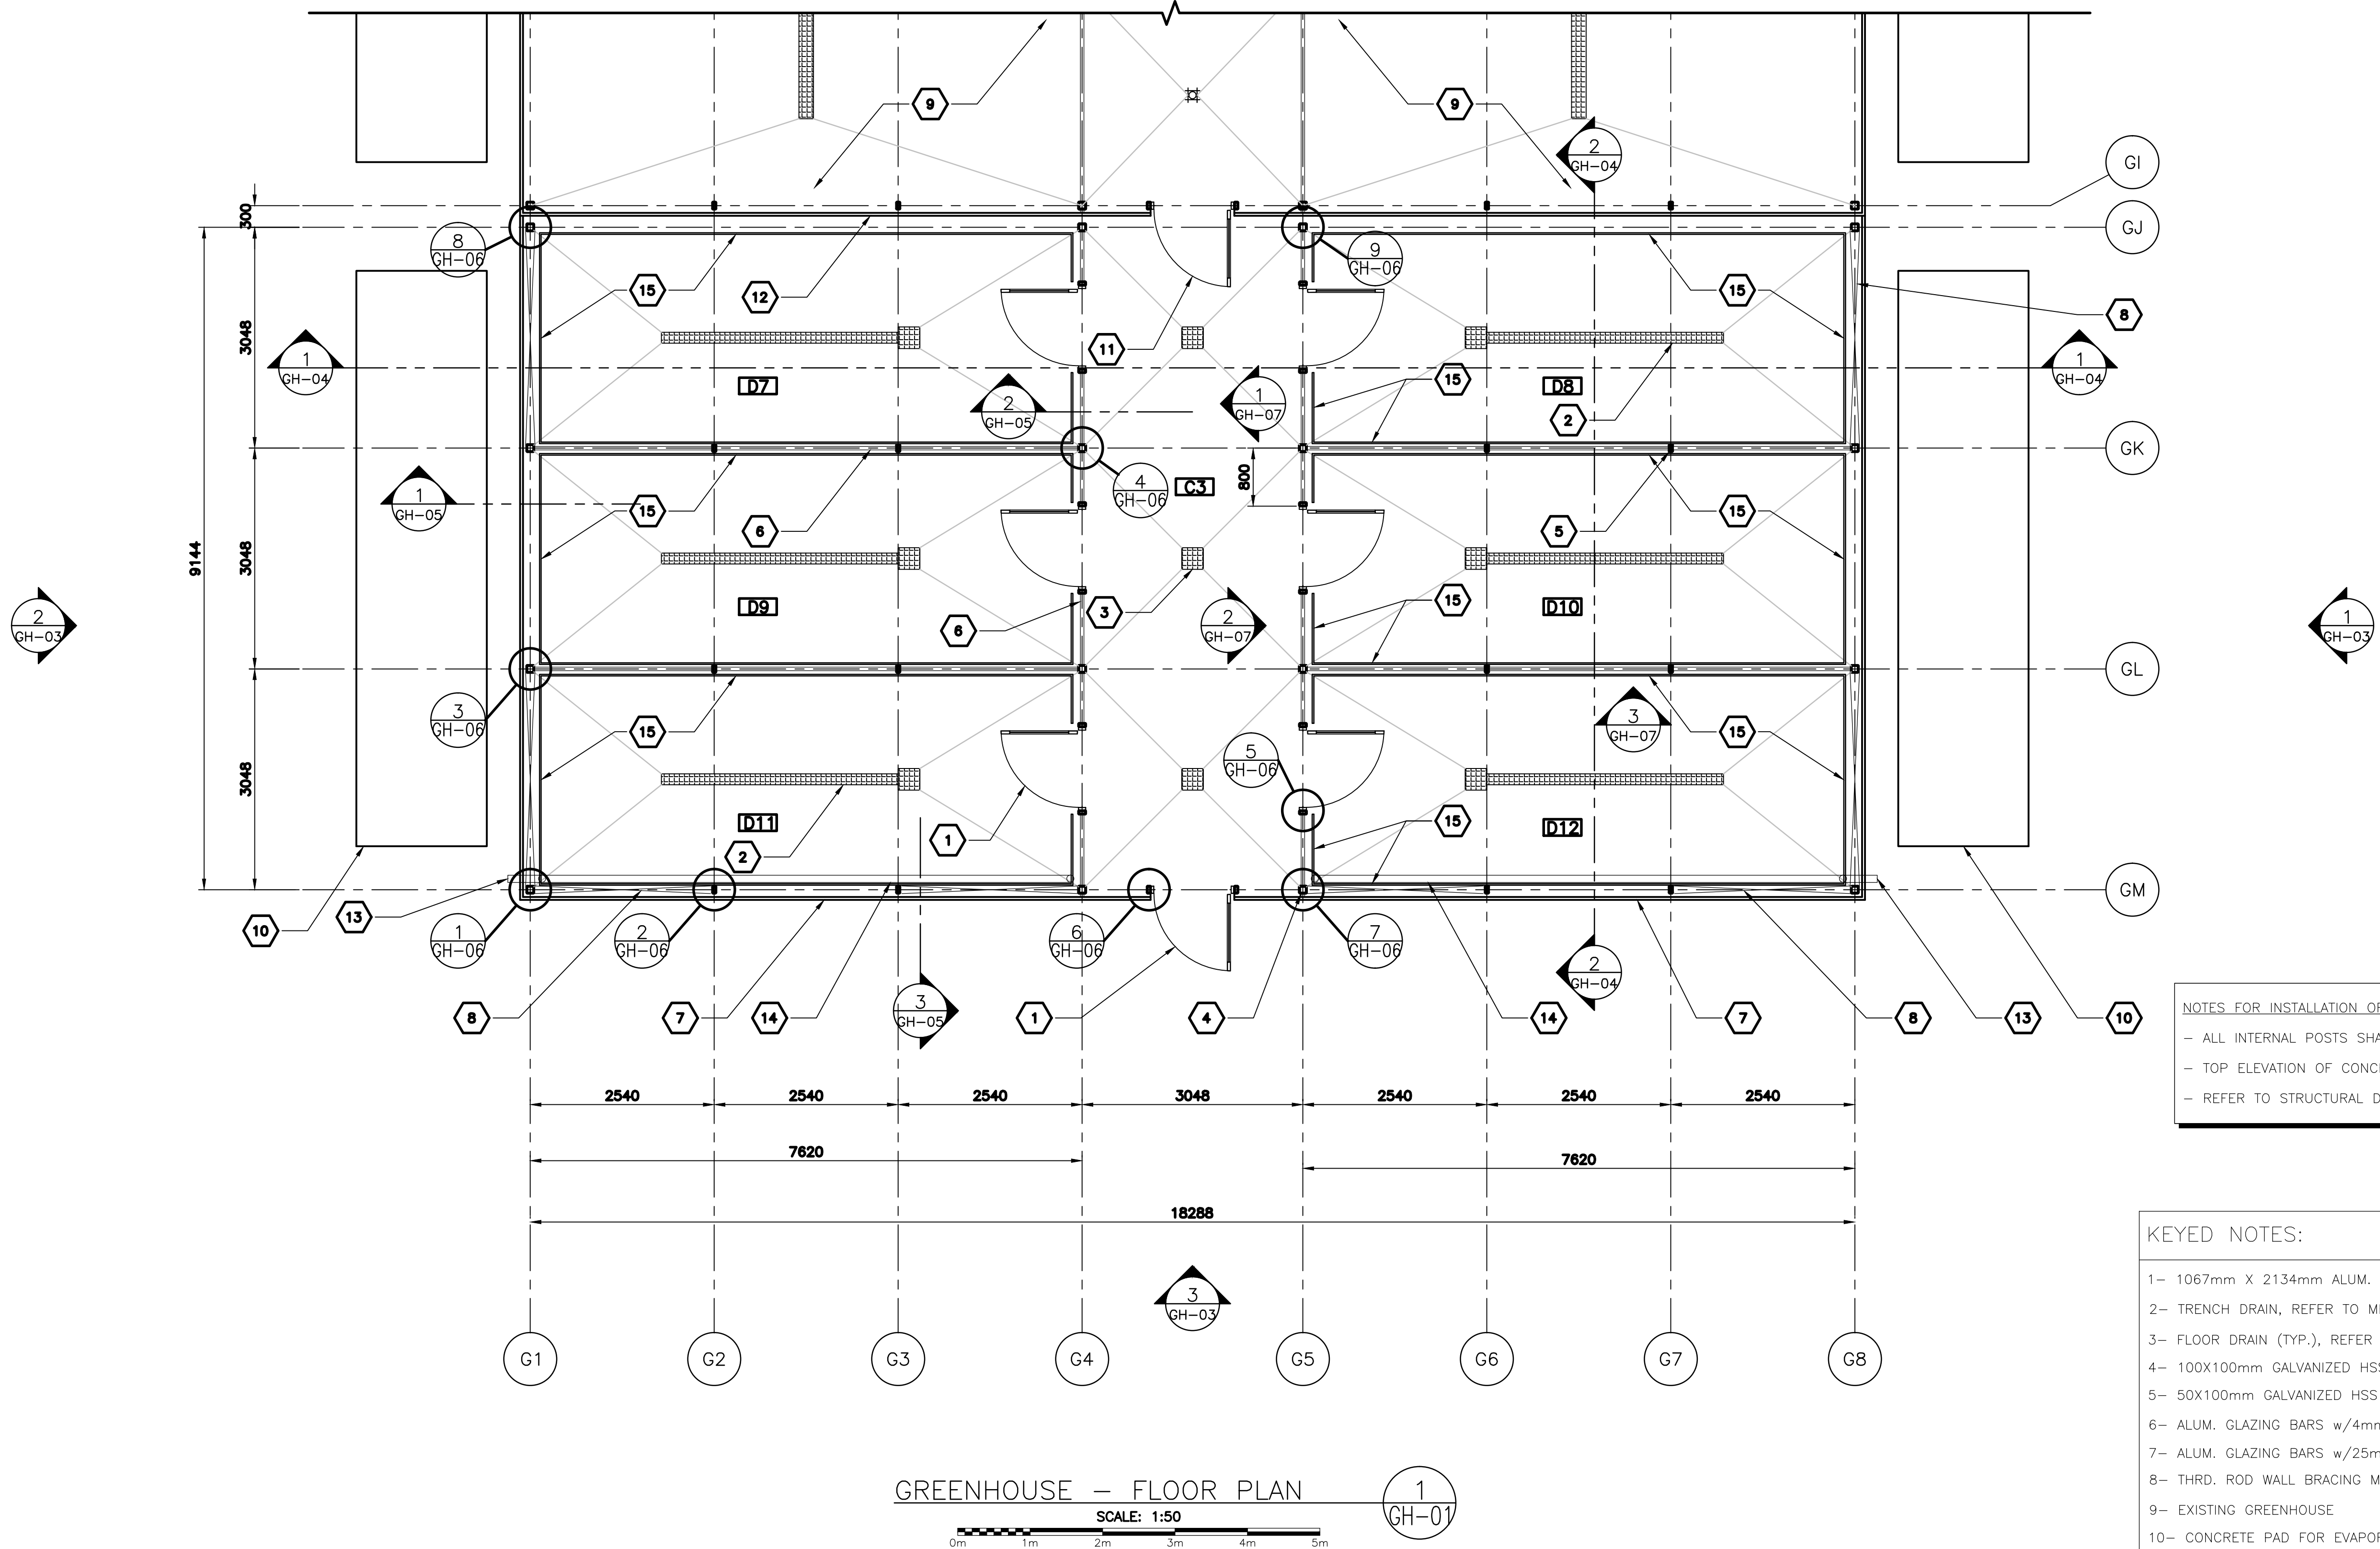 9
9
2
GH-04
GI
300
8
GH-06
9
GH-06
GJ
15
12
15
8
11
3048
1
GH-04
1
GH-04
D7
15
D8
2
GH-05
1
GH-07
2
GK
4
GH-06
C3
800
1
GH-05
15
6
5
15
9144
3048
D9
3
15
D10
2
GH-03
6
2
GH-07
1
GH-03
GL
3
GH-06
15
5
GH-06
3
GH-07
15
3048
D11
1
15
D12
2
GM
10
13
1
GH-06
2
GH-06
6
GH-06
7
GH-06
2
GH-04
8
7
14
3
GH-05
1
4
14
7
8
13
10
NOTES FOR INSTALLATION OF
- ALL INTERNAL POSTS SHA
- TOP ELEVATION OF CONC
- REFER TO STRUCTURAL D
2540 2540 2540 3048 2540 2540 2540
7620
7620
18288
3
GH-03
G1 G2 G3 G4 G5 G6 G7 G8
KEYED NOTES:
1- 1067mm X 2134mm ALUM.
2- TRENCH DRAIN, REFER TO M
3- FLOOR DRAIN (TYP.), REFER
4- 100X100mm GALVANIZED HSS
5- 50X100mm GALVANIZED HSS
6- ALUM. GLAZING BARS w/4mm
7- ALUM. GLAZING BARS w/25m
8- THRD. ROD WALL BRACING M
9- EXISTING GREENHOUSE
10- CONCRETE PAD FOR EVAPO
GREENHOUSE - FLOOR PLAN
1
GH-01
SCALE: 1:50
0m 1m 2m 3m 4m 5m